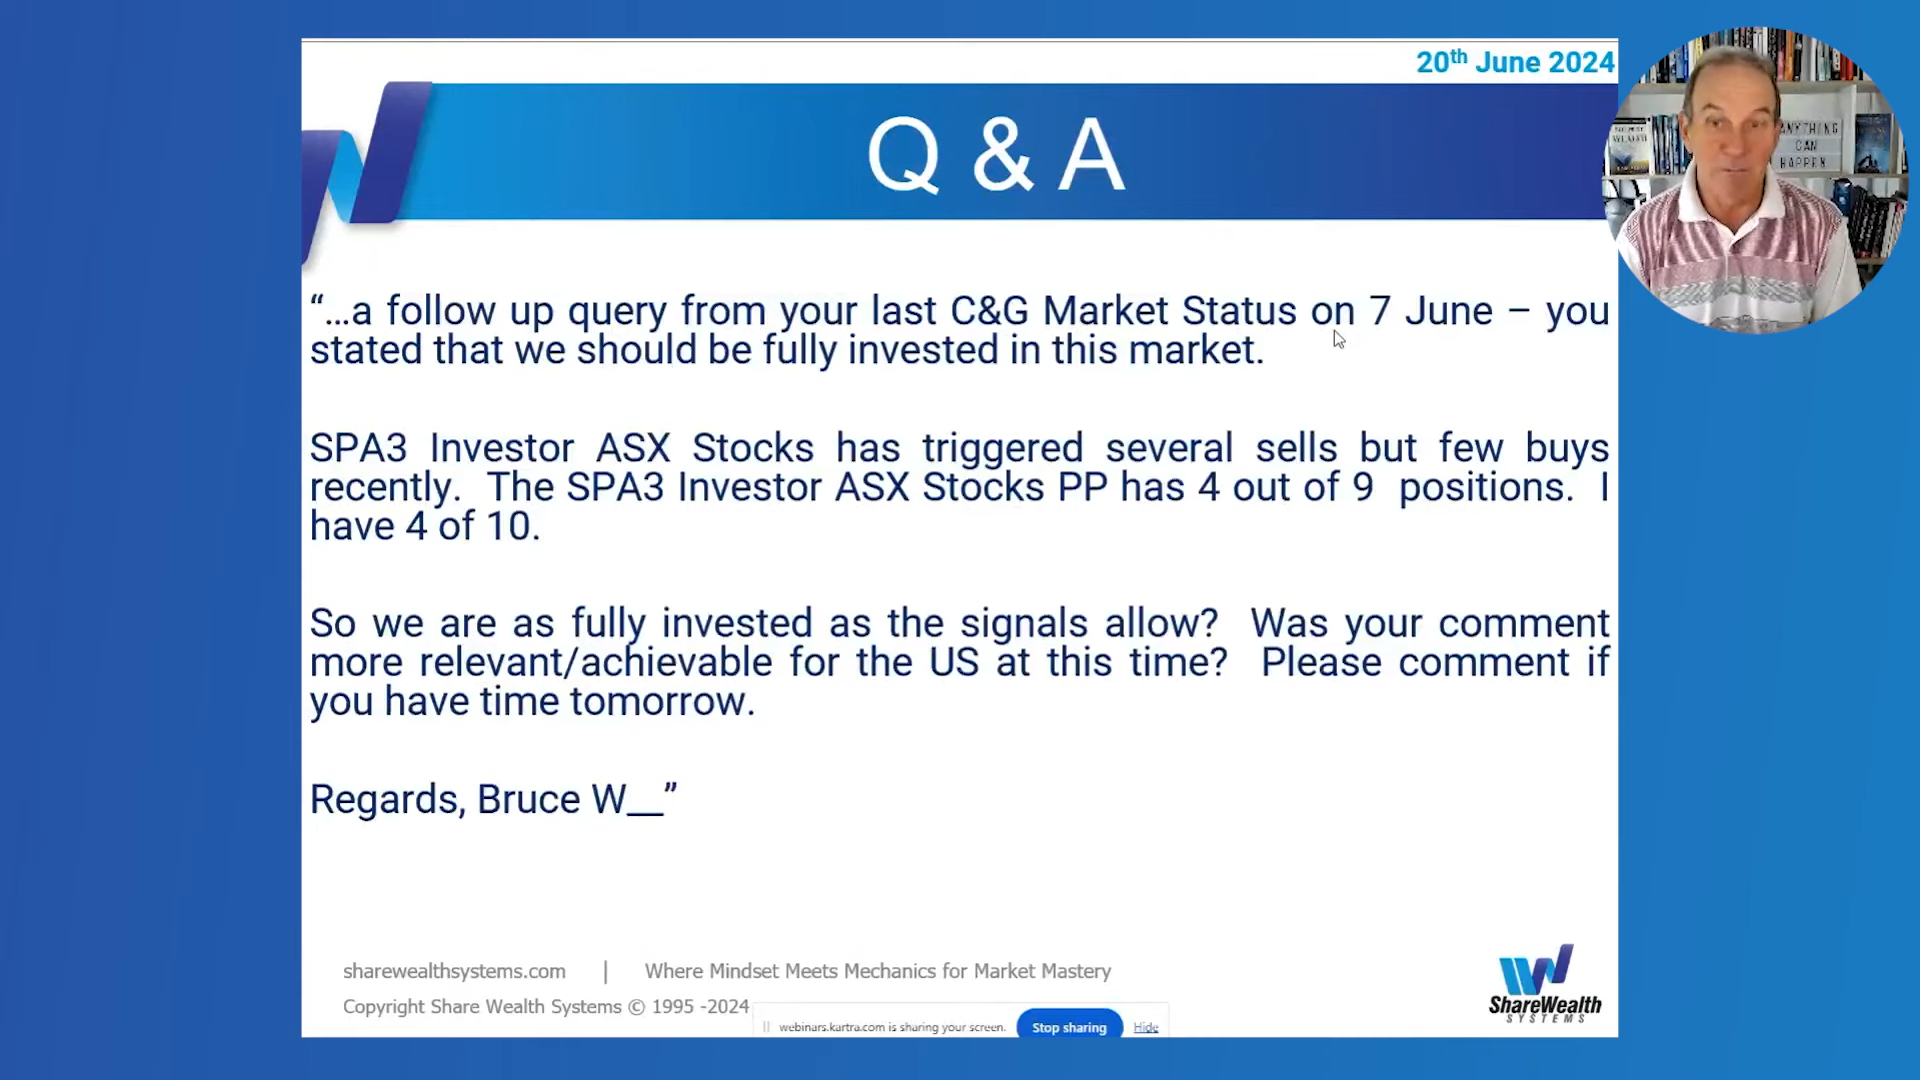 20th June 2024
Q & A
“…a follow up query from your last C&G Market Status on 7 June – you
stated that we should be fully invested in this market.
SPA3 Investor ASX Stocks has triggered several sells but few buys
recently. The SPA3 Investor ASX Stocks PP has 4 out of 9 positions. I
have 4 of 10.
So we are as fully invested as the signals allow? Was your comment
more relevant/achievable for the US at this time? Please comment if
you have time tomorrow.
Regards, Bruce W__”
sharewealthsystems.com | Where Mindset Meets Mechanics for Market Mastery
Copyright Share Wealth Systems © 1995 -2024
webinars.kartra.com is sharing your screen. Stop sharing Hide
ShareWealth
SYSTEMS
ANYTHING
CAN
HAPPEN